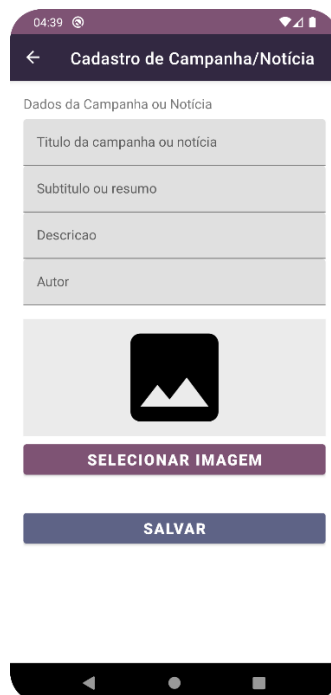 04:39
Cadastro de Campanha/Notícia
Dados da Campanha ou Notícia
Titulo da campanha ou notícia
Subtitulo ou resumo
Descricao
Autor
SELECIONAR IMAGEM
SALVAR